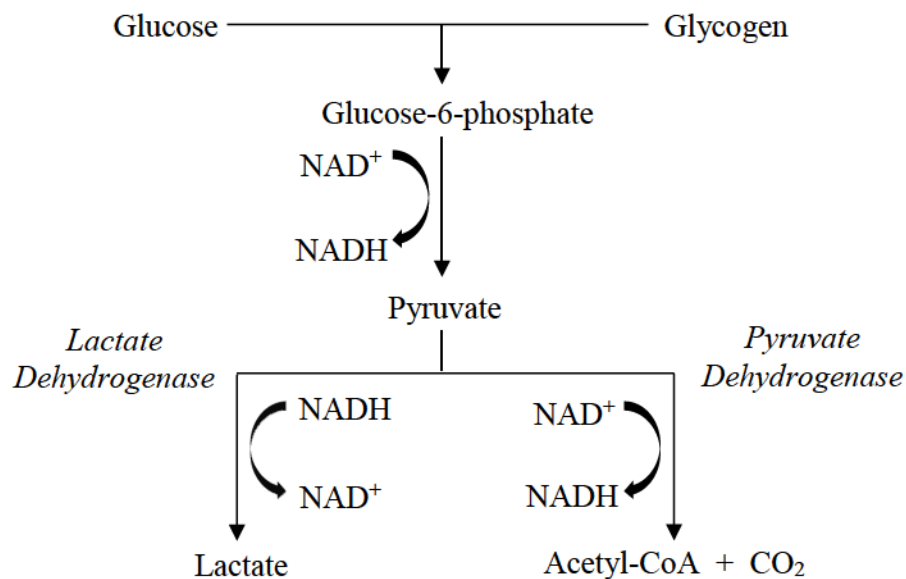 Glucose
Glycogen
Glucose-6-phosphate
NAD⁺
NADH
Pyruvate
Lactate
Dehydrogenase
Pyruvate
Dehydrogenase
NADH
NAD⁺
NAD⁺
NADH
Lactate
Acetyl-CoA + CO₂